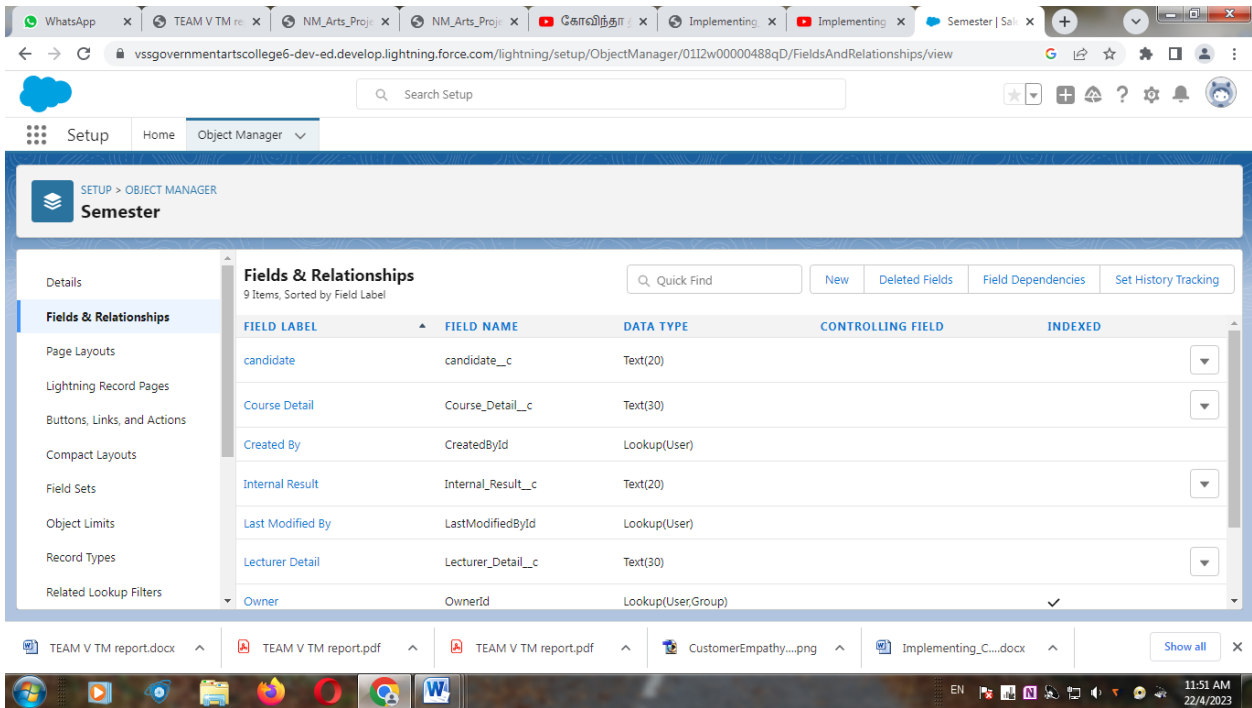 WhatsApp
TEAM V TM re
NM_Arts_Proje
NM_Arts_Proje
கோவிந்தா
Implementing
Implementing
Semester | Sal
vssgovernmentartscollege6-dev-ed.develop.lightning.force.com/lightning/setup/ObjectManager/01I2w00000488qD/FieldsAndRelationships/view
Search Setup
Setup Home Object Manager
SETUP > OBJECT MANAGER
Semester
Details
Fields & Relationships
Page Layouts
Lightning Record Pages
Buttons, Links, and Actions
Compact Layouts
Field Sets
Object Limits
Record Types
Related Lookup Filters
Fields & Relationships
9 Items, Sorted by Field Label
Quick Find
New Deleted Fields Field Dependencies Set History Tracking
FIELD LABEL FIELD NAME DATA TYPE CONTROLLING FIELD INDEXED
candidate candidate__c Text(20)
Course Detail Course_Detail__c Text(30)
Created By CreatedById Lookup(User)
Internal Result Internal_Result__c Text(20)
Last Modified By LastModifiedById Lookup(User)
Lecturer Detail Lecturer_Detail__c Text(30)
Owner OwnerId Lookup(User,Group)
TEAM V TM report.docx
TEAM V TM report.pdf
TEAM V TM report.pdf
CustomerEmpathy....png
Implementing_C....docx
Show all
EN
11:51 AM
22/4/2023